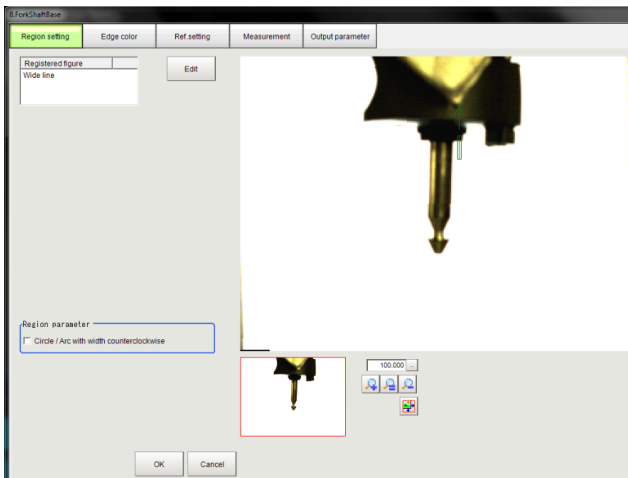 8.ForkShaftBase
Region setting
Edge color
Ref.setting
Measurement
Output parameter
Registered figure
Wide line
Edit
Region parameter
Circle / Arc with width counterclockwise
100.000
...
OK
Cancel